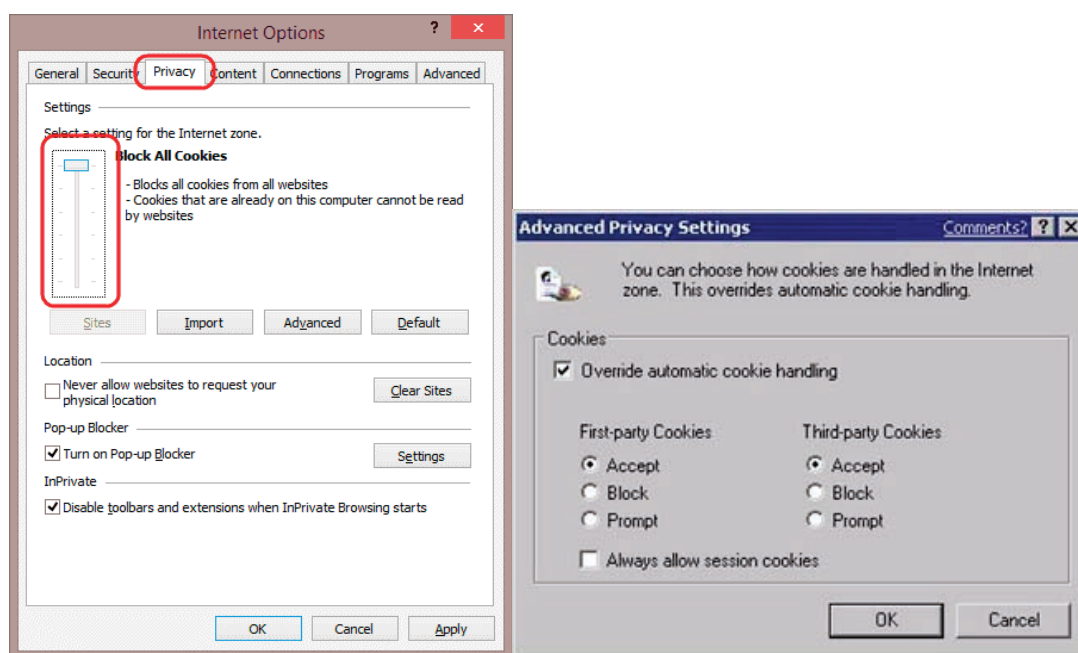 Internet Options
?
General Security Privacy Content Connections Programs Advanced
Settings
Select a setting for the Internet zone.
Block All Cookies
- Blocks all cookies from all websites
- Cookies that are already on this computer cannot be read
by websites
Sites Import Advanced Default
Location
Never allow websites to request your
physical location
Clear Sites
Pop-up Blocker
Turn on Pop-up Blocker
Settings
InPrivate
Disable toolbars and extensions when InPrivate Browsing starts
OK Cancel Apply
Advanced Privacy Settings Comments? ?
You can choose how cookies are handled in the Internet
zone. This overrides automatic cookie handling.
Cookies
Override automatic cookie handling
First-party Cookies Third-party Cookies
Accept Accept
Block Block
Prompt Prompt
Always allow session cookies
OK Cancel